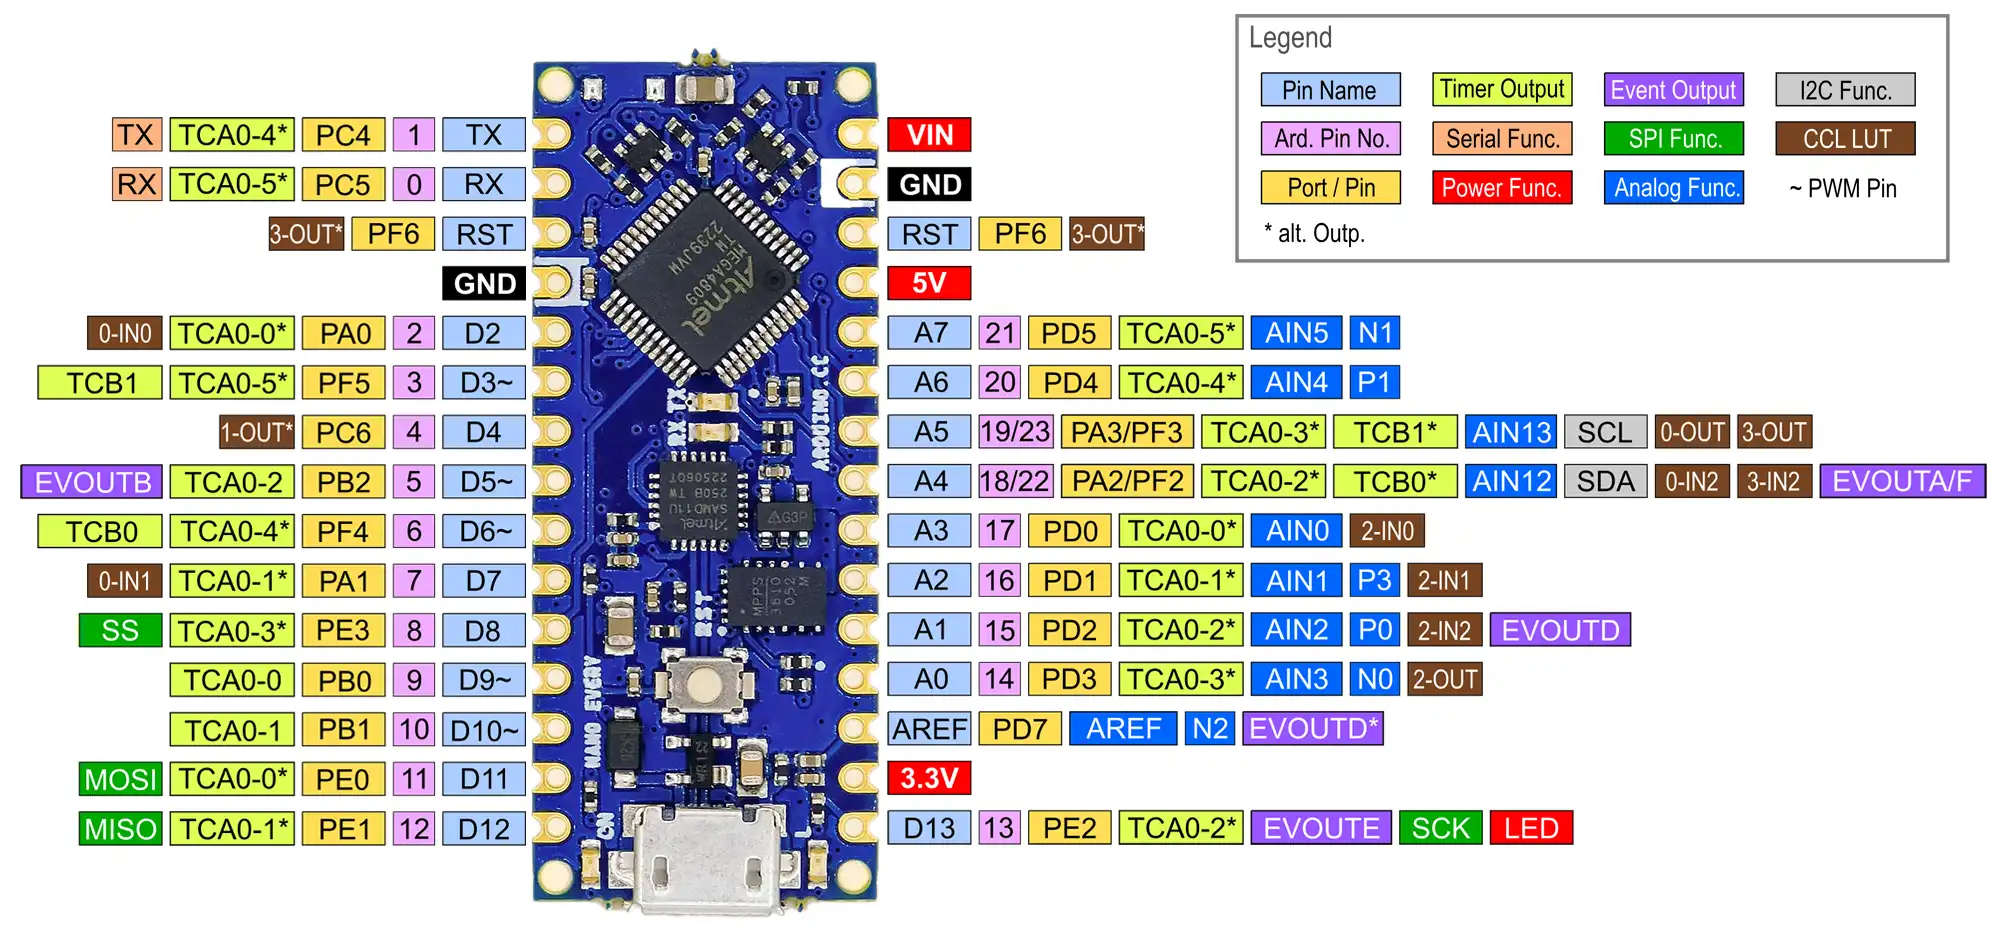 Legend
Pin Name Timer Output Event Output I2C Func.
Ard. Pin No. Serial Func. SPI Func. CCL LUT
Port / Pin Power Func. Analog Func. ~ PWM Pin
* alt. Outp.
TX TCA0-4* PC4 1 TX
RX TCA0-5* PC5 0 RX
3-OUT* PF6 RST
GND
0-IN0 TCA0-0* PA0 2 D2
TCB1 TCA0-5* PF5 3 D3~
1-OUT* PC6 4 D4
EVOUTB TCA0-2 PB2 5 D5~
TCB0 TCA0-4* PF4 6 D6~
0-IN1 TCA0-1* PA1 7 D7
SS TCA0-3* PE3 8 D8
TCA0-0 PB0 9 D9~
TCA0-1 PB1 10 D10~
MOSI TCA0-0* PE0 11 D11
MISO TCA0-1* PE1 12 D12
VIN
GND
RST PF6 3-OUT*
5V
A7 21 PD5 TCA0-5* AIN5 N1
A6 20 PD4 TCA0-4* AIN4 P1
A5 19/23 PA3/PF3 TCA0-3* TCB1* AIN13 SCL 0-OUT 3-OUT
A4 18/22 PA2/PF2 TCA0-2* TCB0* AIN12 SDA 0-IN2 3-IN2 EVOUTA/F
A3 17 PD0 TCA0-0* AIN0 2-IN0
A2 16 PD1 TCA0-1* AIN1 P3 2-IN1
A1 15 PD2 TCA0-2* AIN2 P0 2-IN2 EVOUTD
A0 14 PD3 TCA0-3* AIN3 N0 2-OUT
AREF PD7 AREF N2 EVOUTD*
3.3V
D13 13 PE2 TCA0-2* EVOUTE SCK LED
Atmel
MEGA4809
TW
2239JVW
RX TX
ARDUINO.CC
Atmel
SAMD11U
250B TW
G3P
MPPS
3610
052
RST
NANO EVERY
L